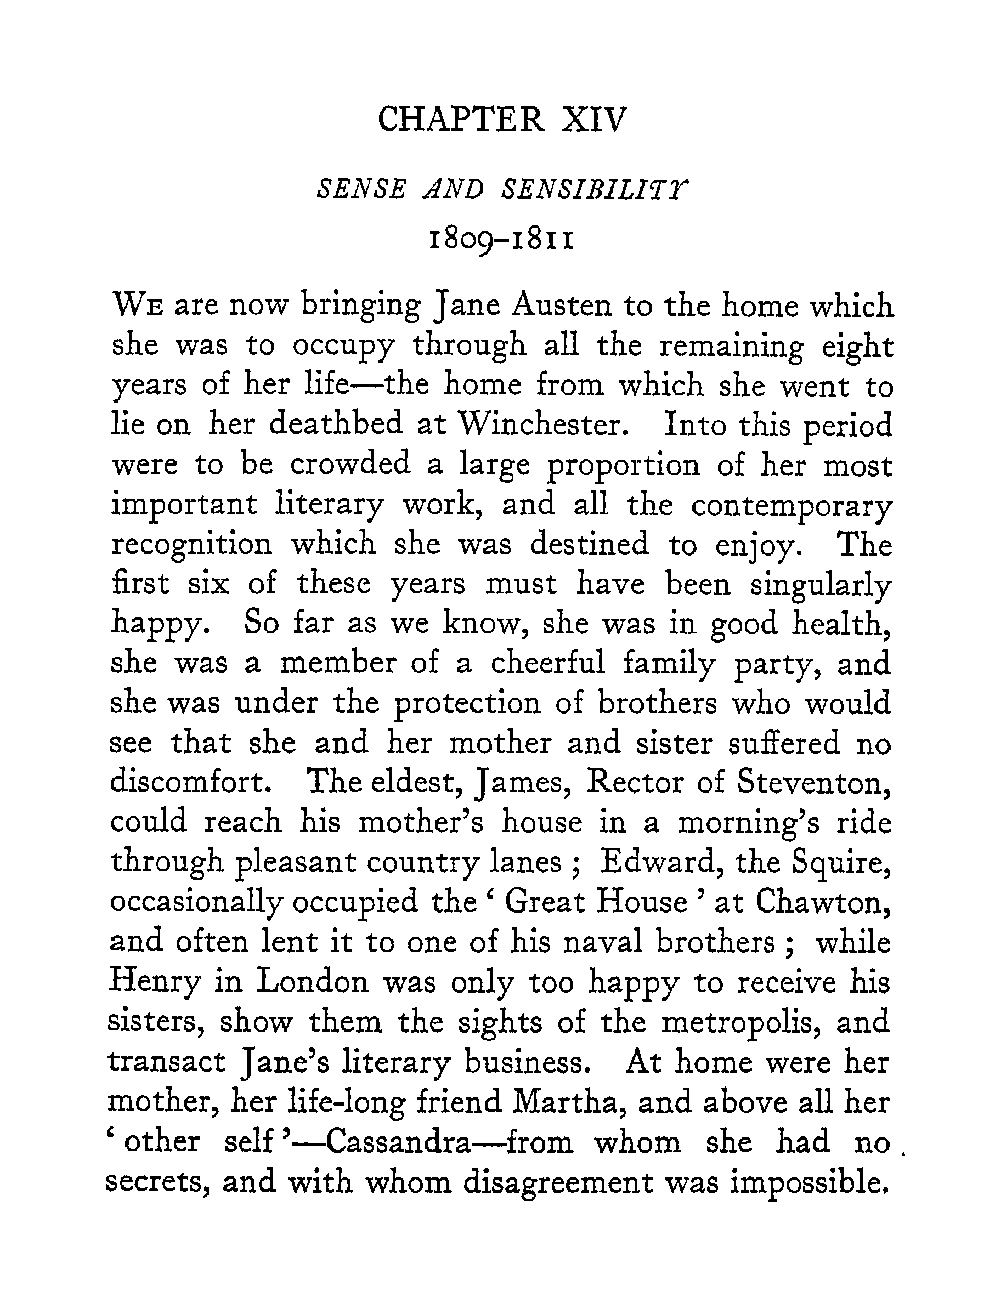 CHAPTER XIV
SENSE AND SENSIBILITY
1809–1811
WE are now bringing Jane Austen to the home which
she was to occupy through all the remaining eight
years of her life—the home from which she went to
lie on her deathbed at Winchester. Into this period
were to be crowded a large proportion of her most
important literary work, and all the contemporary
recognition which she was destined to enjoy. The
first six of these years must have been singularly
happy. So far as we know, she was in good health,
she was a member of a cheerful family party, and
she was under the protection of brothers who would
see that she and her mother and sister suffered no
discomfort. The eldest, James, Rector of Steventon,
could reach his mother’s house in a morning’s ride
through pleasant country lanes ; Edward, the Squire,
occasionally occupied the ‘ Great House ’ at Chawton,
and often lent it to one of his naval brothers ; while
Henry in London was only too happy to receive his
sisters, show them the sights of the metropolis, and
transact Jane’s literary business. At home were her
mother, her life-long friend Martha, and above all her
‘ other self ’—Cassandra—from whom she had no
secrets, and with whom disagreement was impossible.